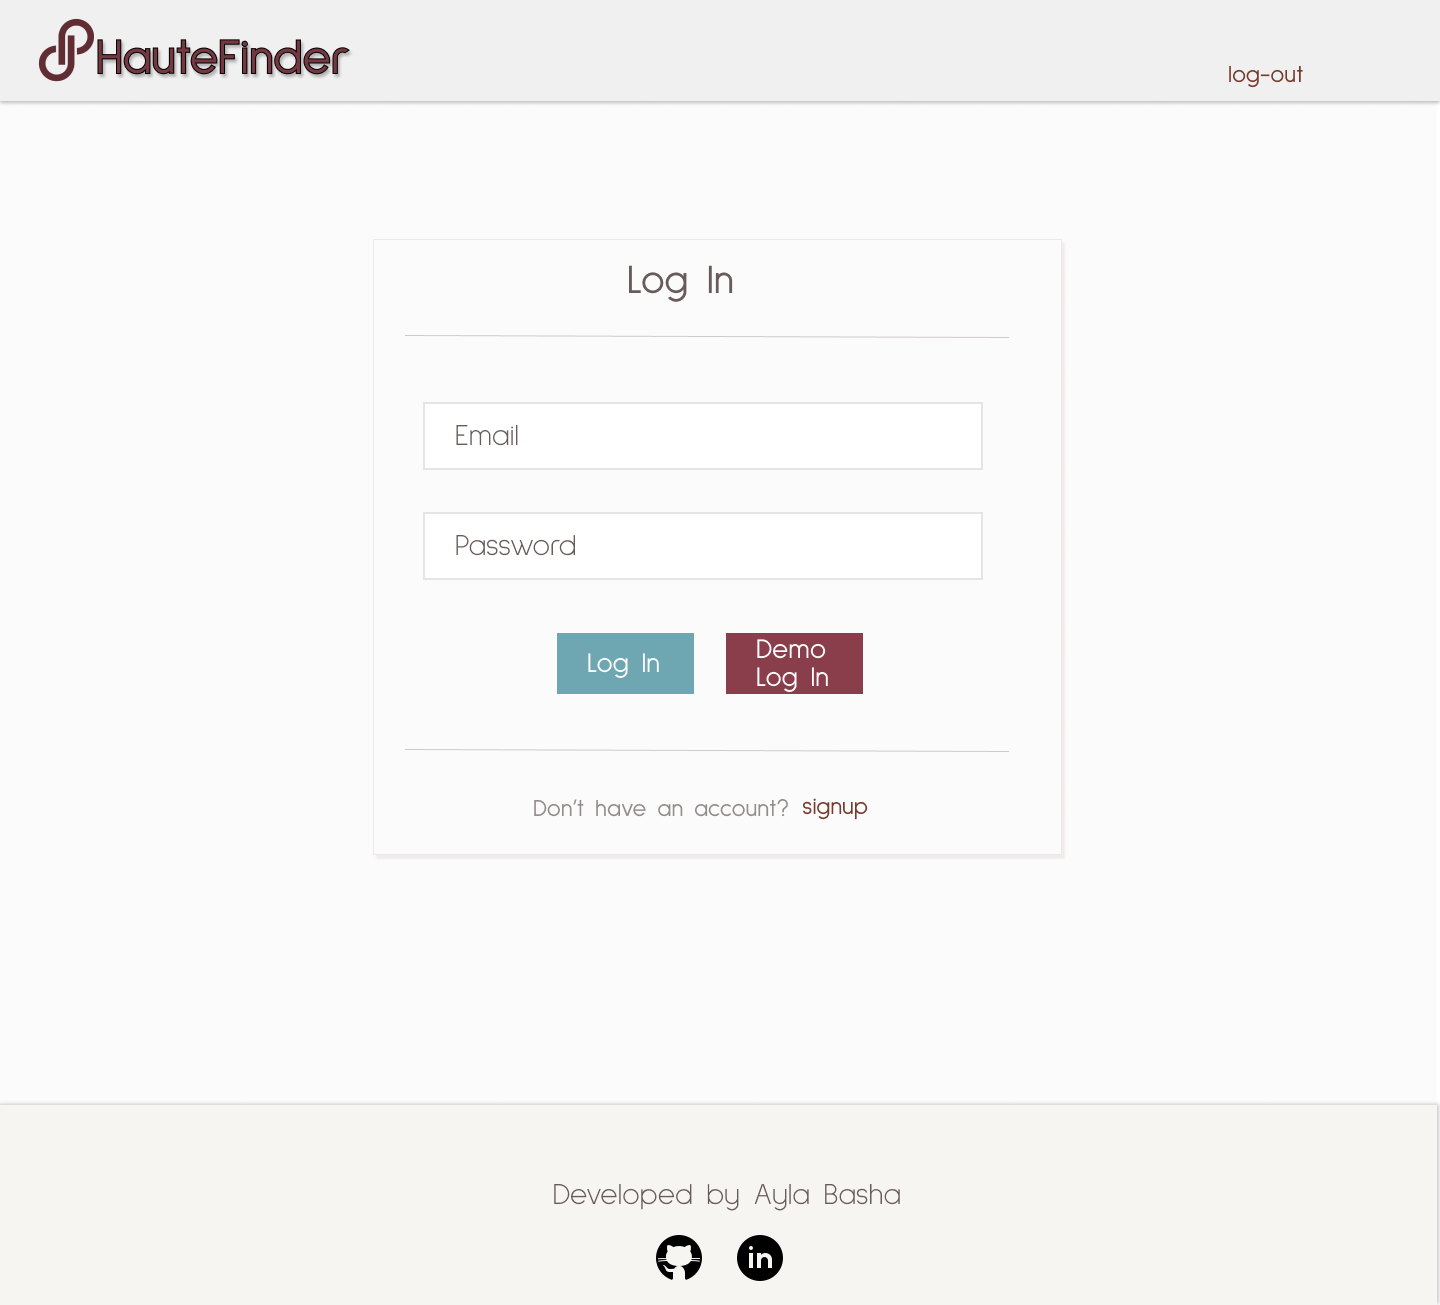 HauteFinder
log-out
Log In
Email
Password
Log In
Demo
Log In
Don't have an account? signup
Developed by Ayla Basha
in